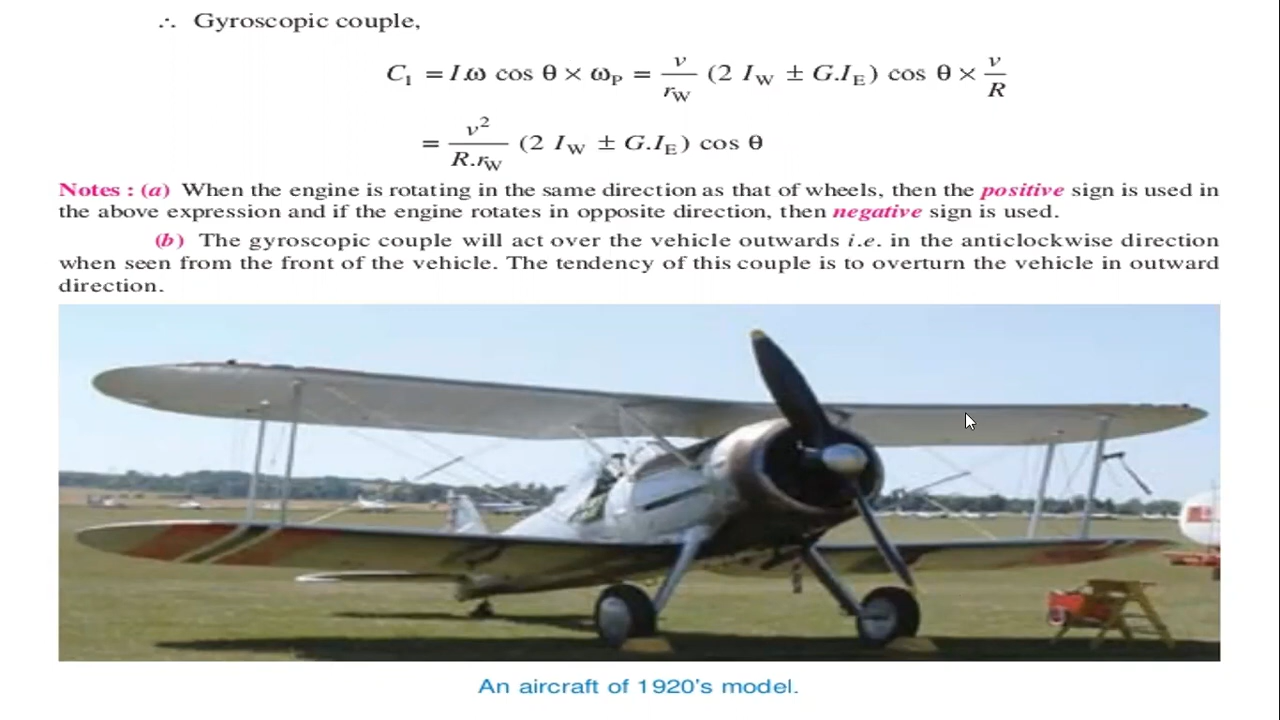 ∴ Gyroscopic couple,
C₁ = I.ω cos θ × ω_P = v/r_W (2 I_W ± G.I_E) cos θ × v/R
= v²/R.r_W (2 I_W ± G.I_E) cos θ
Notes : (a) When the engine is rotating in the same direction as that of wheels, then the positive sign is used in
the above expression and if the engine rotates in opposite direction, then negative sign is used.
(b) The gyroscopic couple will act over the vehicle outwards i.e. in the anticlockwise direction
when seen from the front of the vehicle. The tendency of this couple is to overturn the vehicle in outward
direction.
An aircraft of 1920's model.